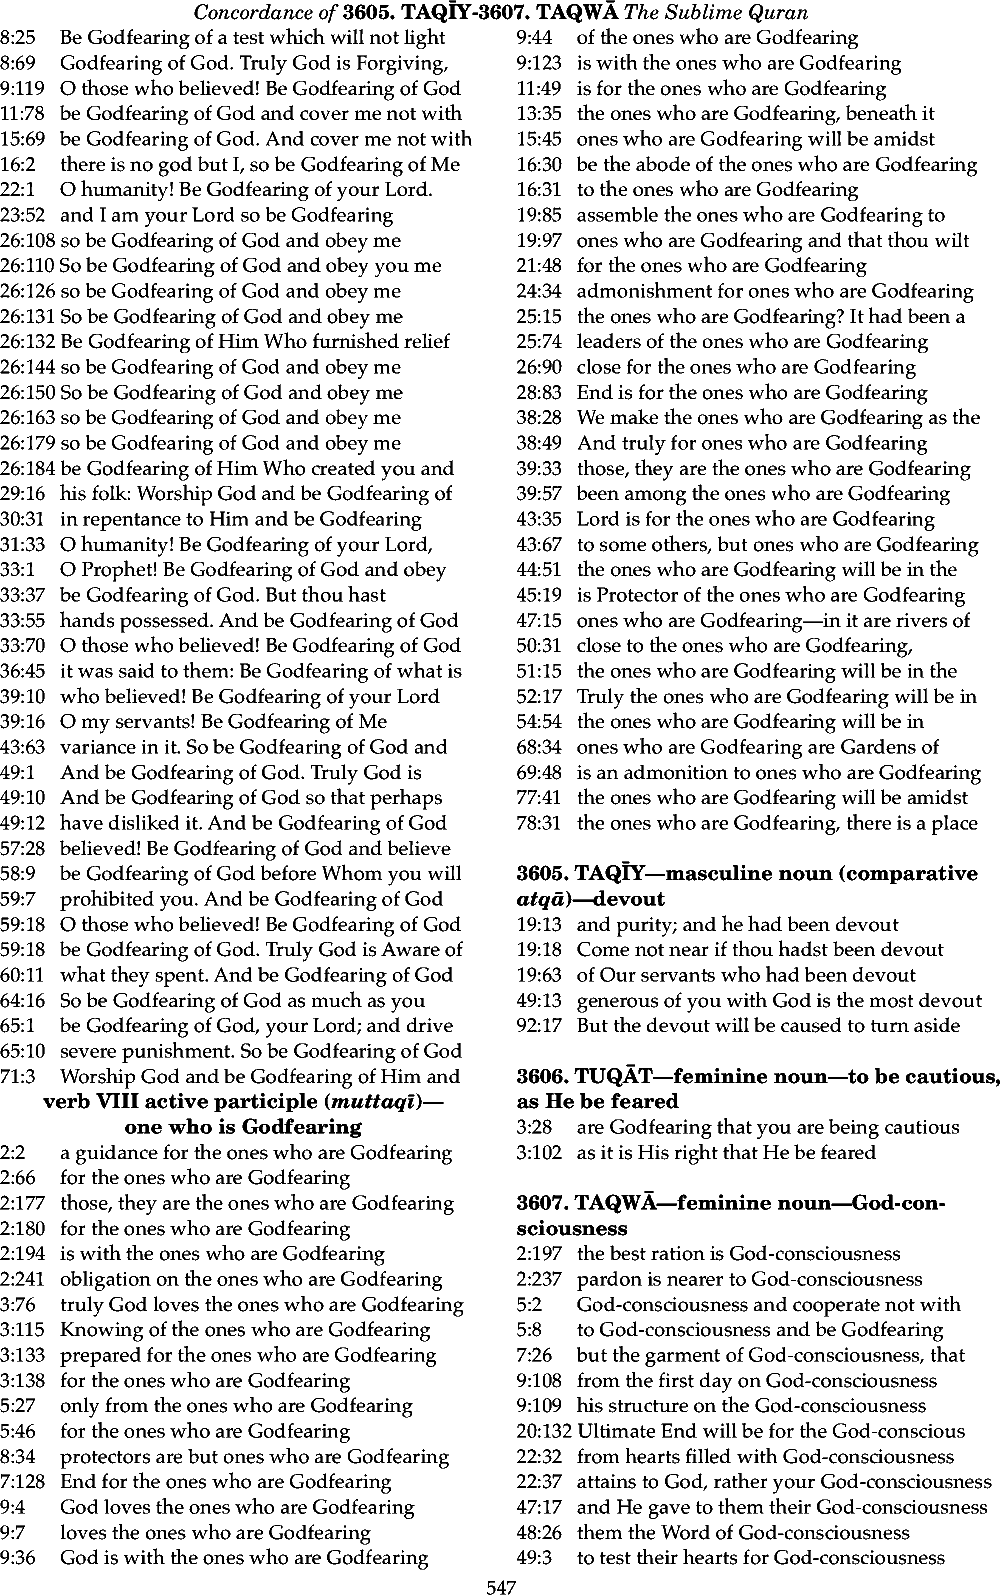 Concordance of 3605. TAQĪY-3607. TAQWĀ The Sublime Quran
8:25 Be Godfearing of a test which will not light
8:69 Godfearing of God. Truly God is Forgiving,
9:119 O those who believed! Be Godfearing of God
11:78 be Godfearing of God and cover me not with
15:69 be Godfearing of God. And cover me not with
16:2 there is no god but I, so be Godfearing of Me
22:1 O humanity! Be Godfearing of your Lord.
23:52 and I am your Lord so be Godfearing
26:108 so be Godfearing of God and obey me
26:110 So be Godfearing of God and obey you me
26:126 so be Godfearing of God and obey me
26:131 So be Godfearing of God and obey me
26:132 Be Godfearing of Him Who furnished relief
26:144 so be Godfearing of God and obey me
26:150 So be Godfearing of God and obey me
26:163 so be Godfearing of God and obey me
26:179 so be Godfearing of God and obey me
26:184 be Godfearing of Him Who created you and
29:16 his folk: Worship God and be Godfearing of
30:31 in repentance to Him and be Godfearing
31:33 O humanity! Be Godfearing of your Lord,
33:1 O Prophet! Be Godfearing of God and obey
33:37 be Godfearing of God. But thou hast
33:55 hands possessed. And be Godfearing of God
33:70 O those who believed! Be Godfearing of God
36:45 it was said to them: Be Godfearing of what is
39:10 who believed! Be Godfearing of your Lord
39:16 O my servants! Be Godfearing of Me
43:63 variance in it. So be Godfearing of God and
49:1 And be Godfearing of God. Truly God is
49:10 And be Godfearing of God so that perhaps
49:12 have disliked it. And be Godfearing of God
57:28 believed! Be Godfearing of God and believe
58:9 be Godfearing of God before Whom you will
59:7 prohibited you. And be Godfearing of God
59:18 O those who believed! Be Godfearing of God
59:18 be Godfearing of God. Truly God is Aware of
60:11 what they spent. And be Godfearing of God
64:16 So be Godfearing of God as much as you
65:1 be Godfearing of God, your Lord; and drive
65:10 severe punishment. So be Godfearing of God
71:3 Worship God and be Godfearing of Him and
verb VIII active participle (muttaqī)—
one who is Godfearing
2:2 a guidance for the ones who are Godfearing
2:66 for the ones who are Godfearing
2:177 those, they are the ones who are Godfearing
2:180 for the ones who are Godfearing
2:194 is with the ones who are Godfearing
2:241 obligation on the ones who are Godfearing
3:76 truly God loves the ones who are Godfearing
3:115 Knowing of the ones who are Godfearing
3:133 prepared for the ones who are Godfearing
3:138 for the ones who are Godfearing
5:27 only from the ones who are Godfearing
5:46 for the ones who are Godfearing
8:34 protectors are but ones who are Godfearing
7:128 End for the ones who are Godfearing
9:4 God loves the ones who are Godfearing
9:7 loves the ones who are Godfearing
9:36 God is with the ones who are Godfearing
9:44 of the ones who are Godfearing
9:123 is with the ones who are Godfearing
11:49 is for the ones who are Godfearing
13:35 the ones who are Godfearing, beneath it
15:45 ones who are Godfearing will be amidst
16:30 be the abode of the ones who are Godfearing
16:31 to the ones who are Godfearing
19:85 assemble the ones who are Godfearing to
19:97 ones who are Godfearing and that thou wilt
21:48 for the ones who are Godfearing
24:34 admonishment for ones who are Godfearing
25:15 the ones who are Godfearing? It had been a
25:74 leaders of the ones who are Godfearing
26:90 close for the ones who are Godfearing
28:83 End is for the ones who are Godfearing
38:28 We make the ones who are Godfearing as the
38:49 And truly for ones who are Godfearing
39:33 those, they are the ones who are Godfearing
39:57 been among the ones who are Godfearing
43:35 Lord is for the ones who are Godfearing
43:67 to some others, but ones who are Godfearing
44:51 the ones who are Godfearing will be in the
45:19 is Protector of the ones who are Godfearing
47:15 ones who are Godfearing—in it are rivers of
50:31 close to the ones who are Godfearing,
51:15 the ones who are Godfearing will be in the
52:17 Truly the ones who are Godfearing will be in
54:54 the ones who are Godfearing will be in
68:34 ones who are Godfearing are Gardens of
69:48 is an admonition to ones who are Godfearing
77:41 the ones who are Godfearing will be amidst
78:31 the ones who are Godfearing, there is a place
3605. TAQĪY—masculine noun (comparative
atqā)—devout
19:13 and purity; and he had been devout
19:18 Come not near if thou hadst been devout
19:63 of Our servants who had been devout
49:13 generous of you with God is the most devout
92:17 But the devout will be caused to turn aside
3606. TUQĀT—feminine noun—to be cautious,
as He be feared
3:28 are Godfearing that you are being cautious
3:102 as it is His right that He be feared
3607. TAQWĀ—feminine noun—God-con-
sciousness
2:197 the best ration is God-consciousness
2:237 pardon is nearer to God-consciousness
5:2 God-consciousness and cooperate not with
5:8 to God-consciousness and be Godfearing
7:26 but the garment of God-consciousness, that
9:108 from the first day on God-consciousness
9:109 his structure on the God-consciousness
20:132 Ultimate End will be for the God-conscious
22:32 from hearts filled with God-consciousness
22:37 attains to God, rather your God-consciousness
47:17 and He gave to them their God-consciousness
48:26 them the Word of God-consciousness
49:3 to test their hearts for God-consciousness
547